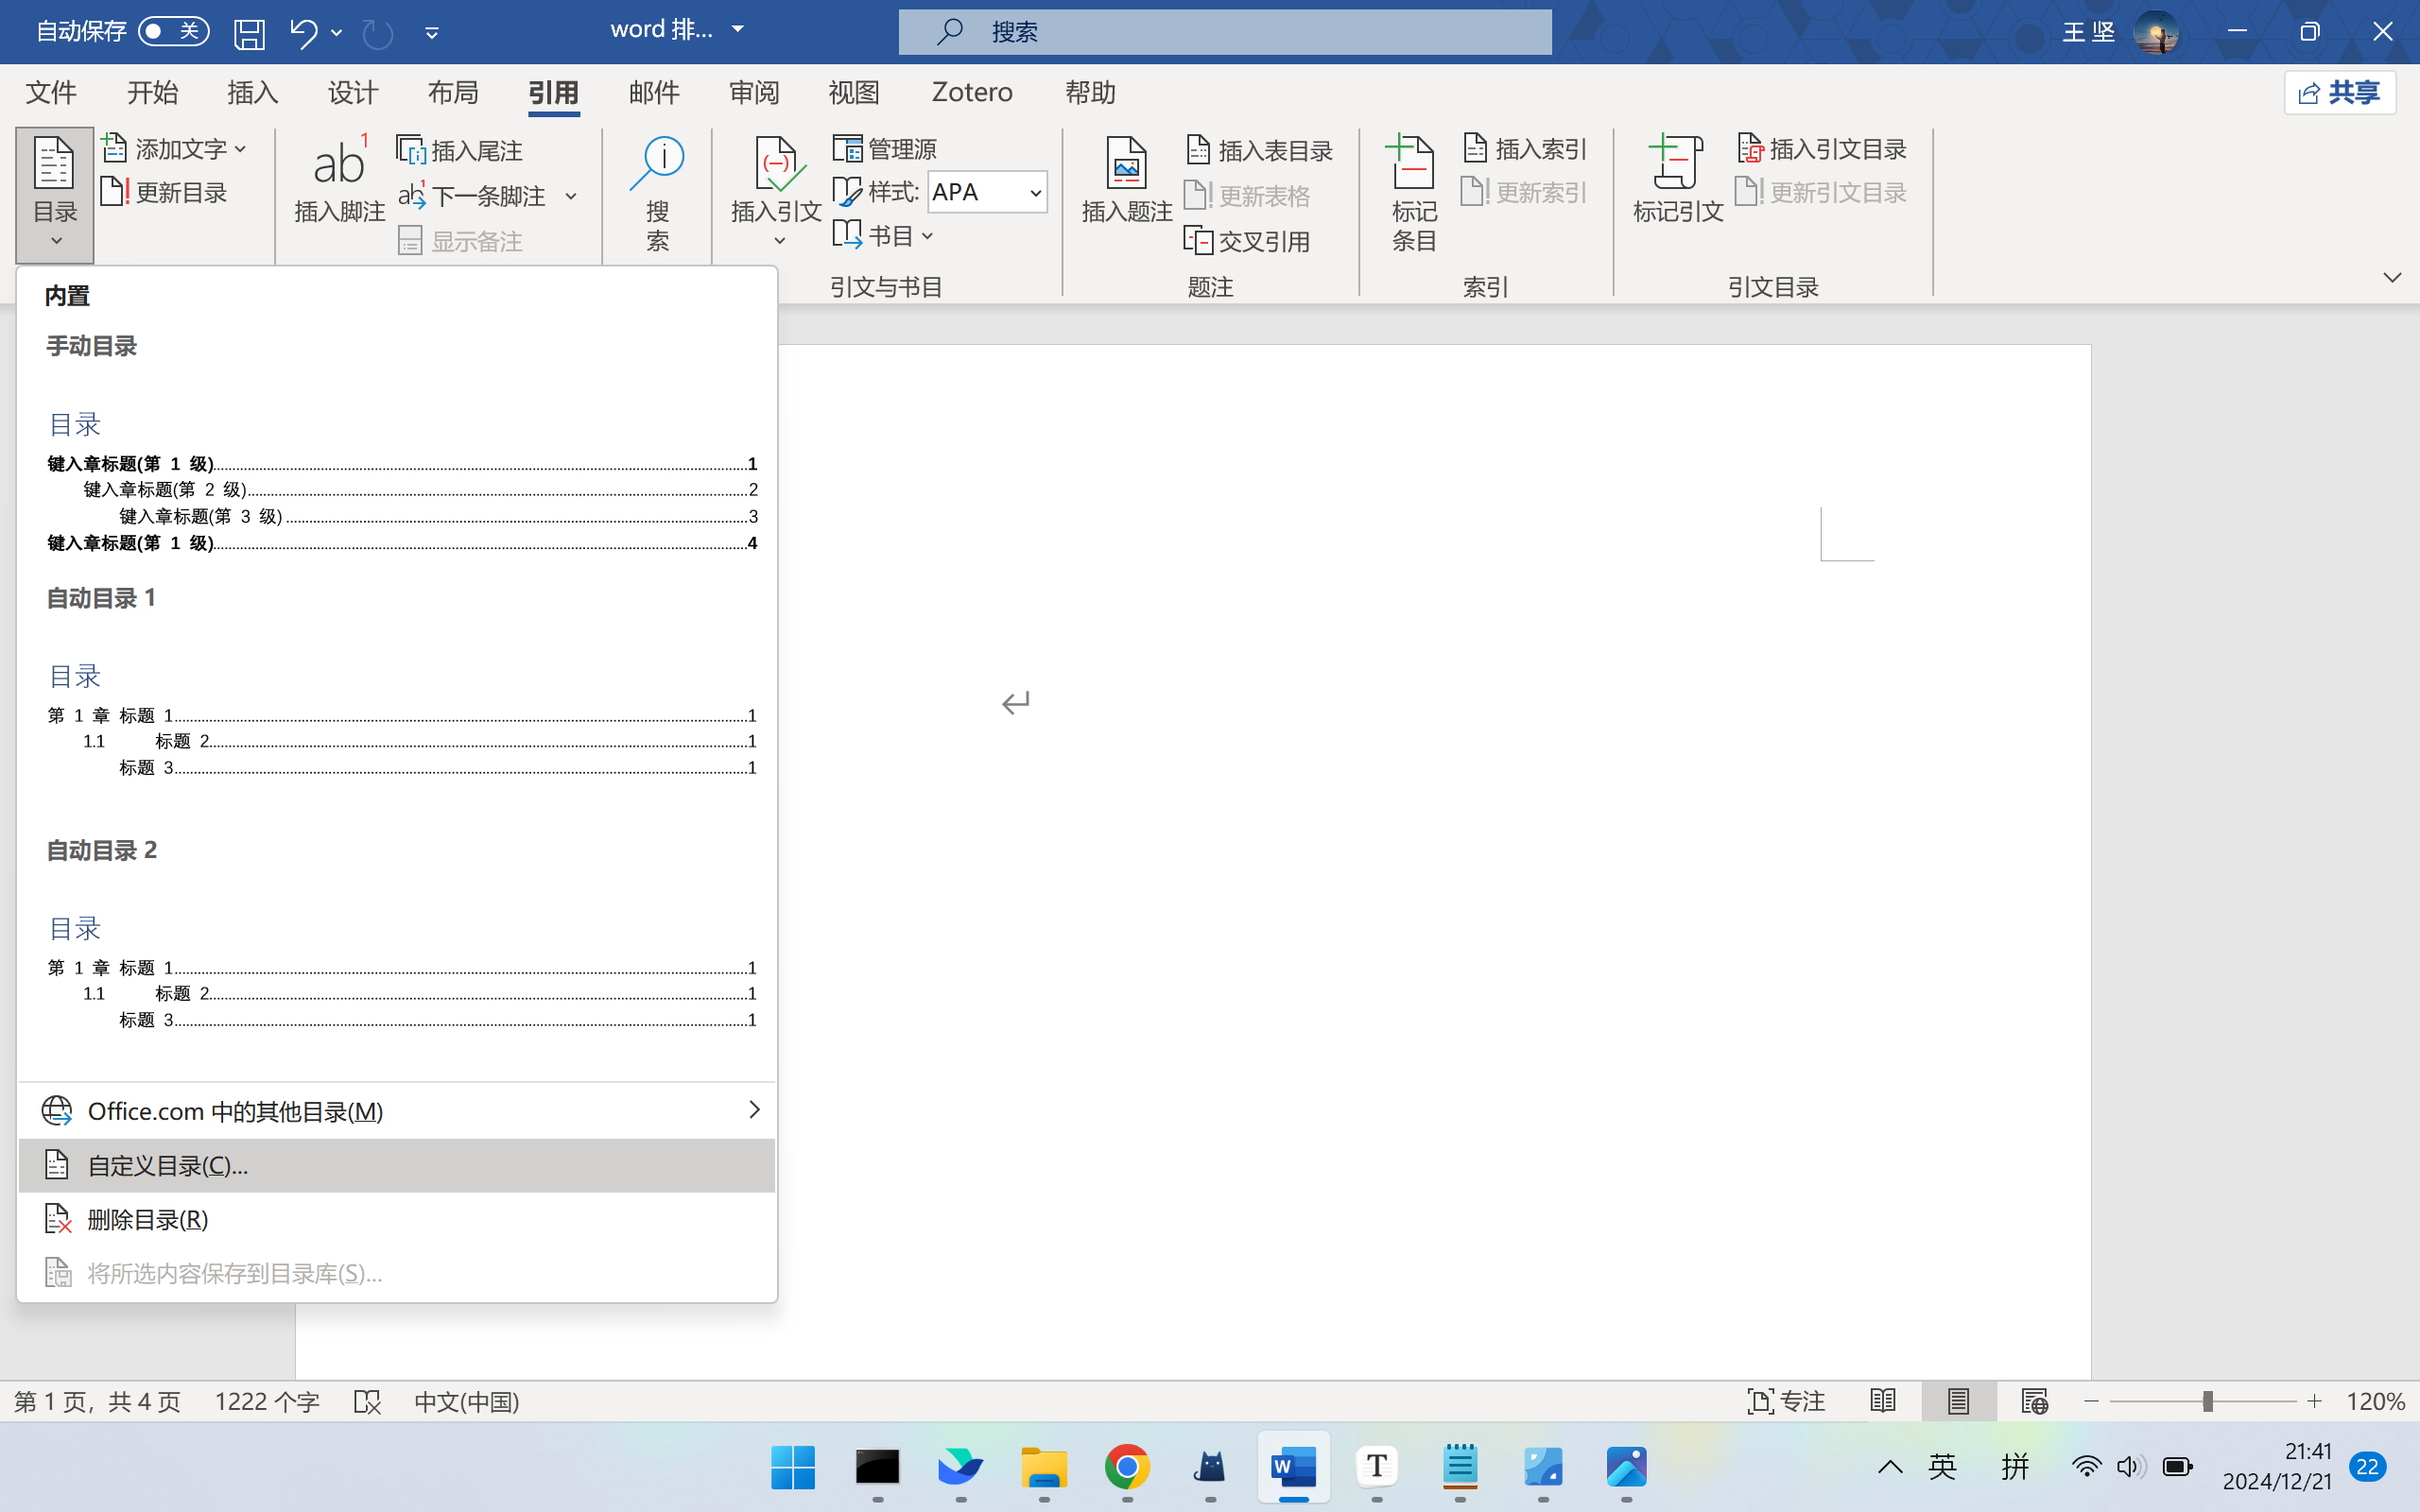 自动保存 关 word 排... 搜索 王 坚
文件 开始 插入 设计 布局 引用 邮件 审阅 视图 Zotero 帮助 共享
目录
添加文字
更新目录
ab1
插入脚注
插入尾注
ab1 下一条脚注
显示备注
搜
索
插入引文
管理源
样式: APA
书目
引文与书目
插入题注
插入表目录
更新表格
交叉引用
题注
标记
条目
插入索引
更新索引
索引
标记引文
插入引文目录
更新引文目录
引文目录
内置
手动目录
目录
键入章标题(第 1 级)........1
键入章标题(第 2 级)........2
键入章标题(第 3 级)........3
键入章标题(第 1 级)........4
自动目录 1
目录
第 1 章 标题 1........1
1.1 标题 2........1
标题 3........1
自动目录 2
目录
第 1 章 标题 1........1
1.1 标题 2........1
标题 3........1
Office.com 中的其他目录(M)
自定义目录(C)...
删除目录(R)
将所选内容保存到目录库(S)...
第 1 页，共 4 页 1222 个字 中文(中国) 专注 120%
W T 英 拼 21:41
2024/12/21 22